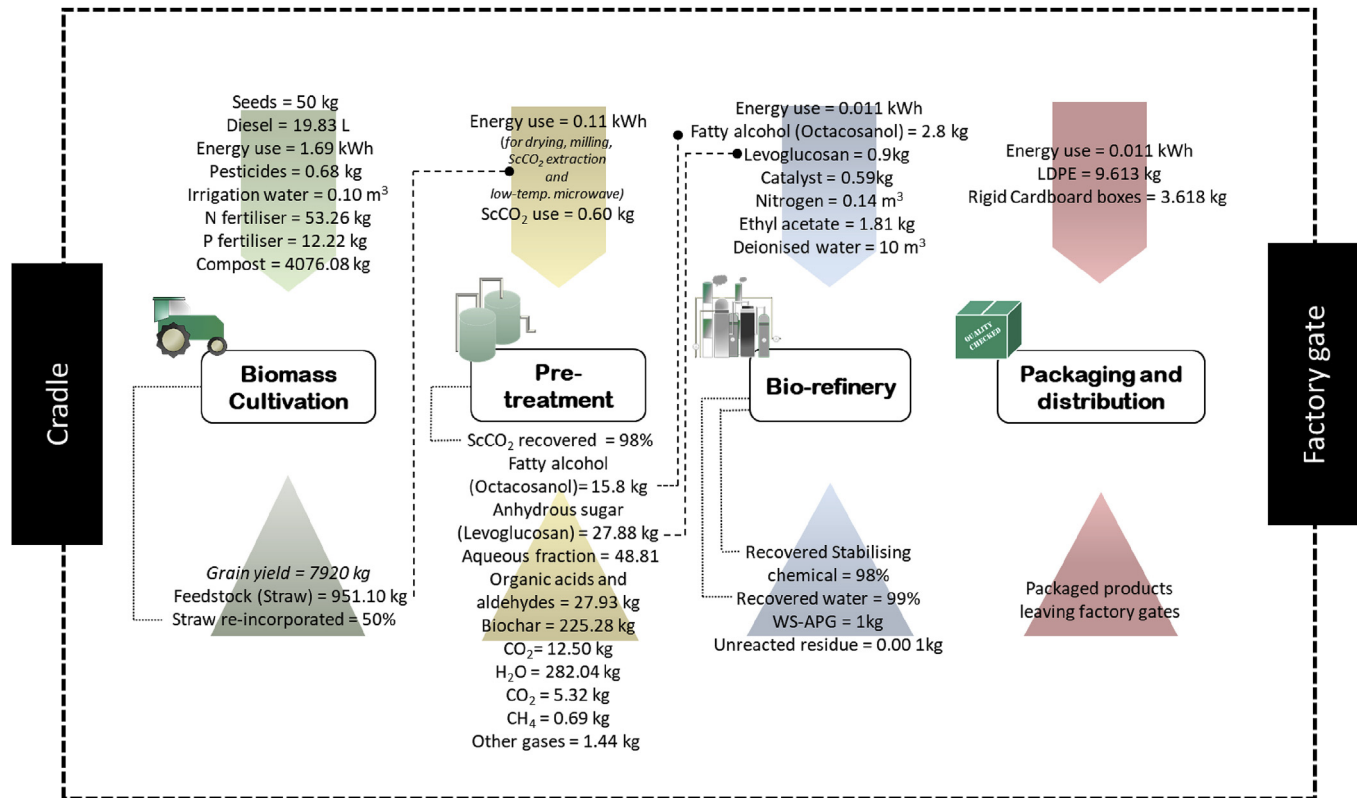 Cradle
Seeds = 50 kg
Diesel = 19.83 L
Energy use = 1.69 kWh
Pesticides = 0.68 kg
Irrigation water = 0.10 m³
N fertiliser = 53.26 kg
P fertiliser = 12.22 kg
Compost = 4076.08 kg
Biomass
Cultivation
Grain yield = 7920 kg
Feedstock (Straw) = 951.10 kg
Straw re-incorporated = 50%
Energy use = 0.11 kWh
(for drying, milling,
ScCO₂ extraction
and
low-temp. microwave)
ScCO₂ use = 0.60 kg
Pre-
treatment
ScCO₂ recovered = 98%
Fatty alcohol
(Octacosanol)= 15.8 kg
Anhydrous sugar
(Levoglucosan) = 27.88 kg
Aqueous fraction = 48.81
Organic acids and
aldehydes = 27.93 kg
Biochar = 225.28 kg
CO₂= 12.50 kg
H₂O = 282.04 kg
CO₂ = 5.32 kg
CH₄ = 0.69 kg
Other gases = 1.44 kg
Energy use = 0.011 kWh
Fatty alcohol (Octacosanol) = 2.8 kg
Levoglucosan = 0.9kg
Catalyst = 0.59kg
Nitrogen = 0.14 m³
Ethyl acetate = 1.81 kg
Deionised water = 10 m³
Bio-refinery
Recovered Stabilising
chemical = 98%
Recovered water = 99%
WS-APG = 1kg
Unreacted residue = 0.00 1kg
Energy use = 0.011 kWh
LDPE = 9.613 kg
Rigid Cardboard boxes = 3.618 kg
QUALITY
CHECKED
Packaging and
distribution
Packaged products
leaving factory gates
Factory gate